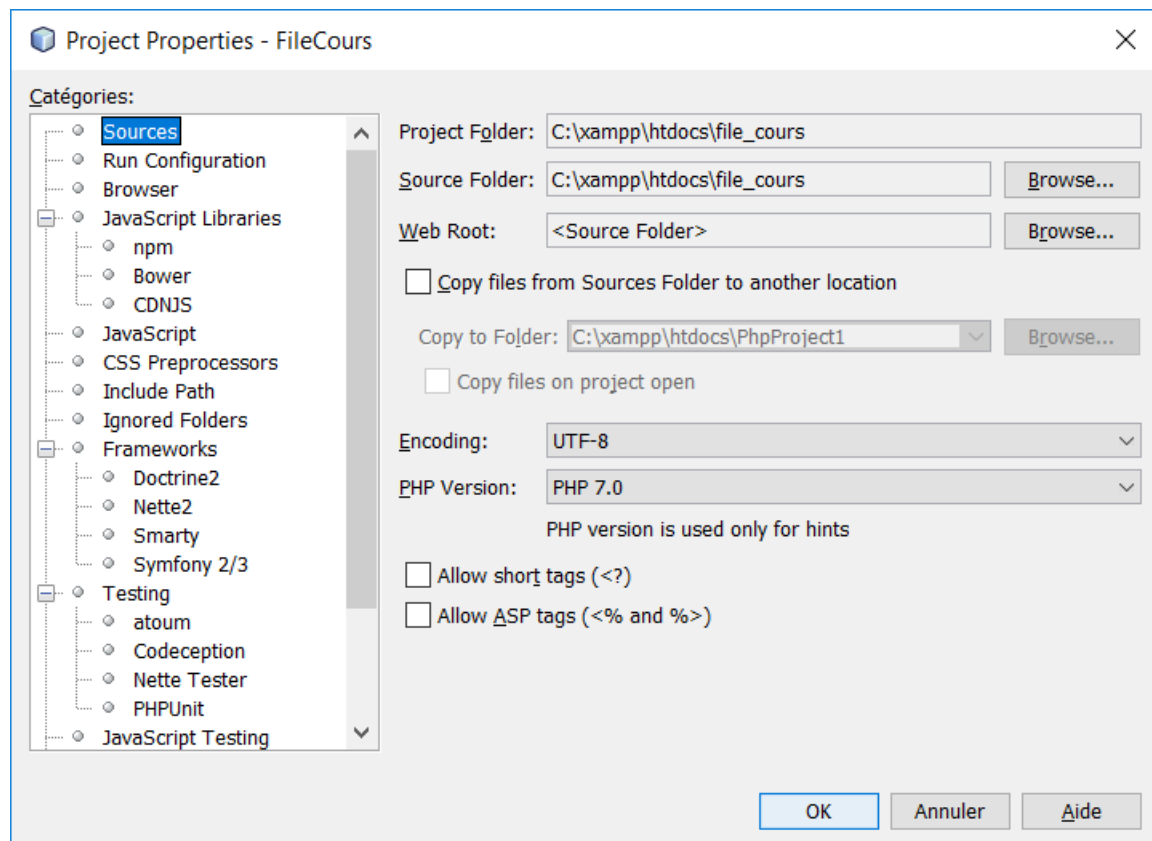 Project Properties - FileCours
Catégories:
Sources
Run Configuration
Browser
JavaScript Libraries
npm
Bower
CDNJS
JavaScript
CSS Preprocessors
Include Path
Ignored Folders
Frameworks
Doctrine2
Nette2
Smarty
Symfony 2/3
Testing
atoum
Codeception
Nette Tester
PHPUnit
JavaScript Testing
Project Folder: C:\xampp\htdocs\file_cours
Source Folder: C:\xampp\htdocs\file_cours Browse...
Web Root: <Source Folder> Browse...
Copy files from Sources Folder to another location
Copy to Folder: C:\xampp\htdocs\PhpProject1 Browse...
Copy files on project open
Encoding: UTF-8
PHP Version: PHP 7.0
PHP version is used only for hints
Allow short tags (<?)
Allow ASP tags (<% and %>)
OK Annuler Aide